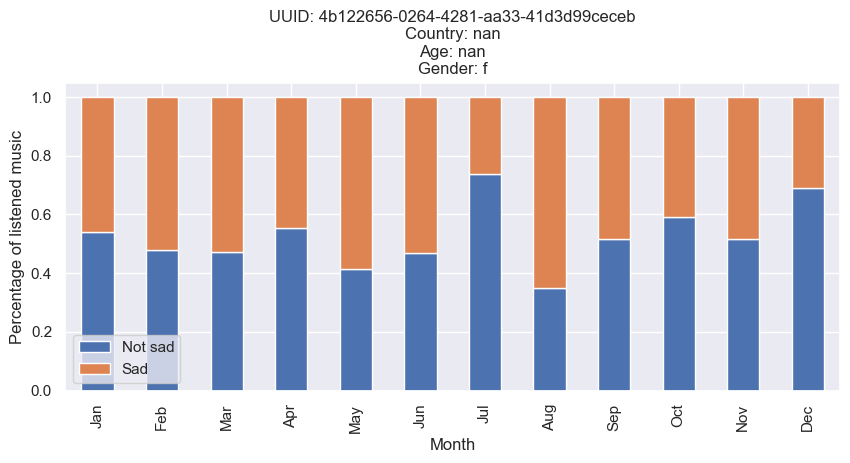 UUID: 4b122656-0264-4281-aa33-41d3d99ceceb
Country: nan
Age: nan
Gender: f
Percentage of listened music
1.0
0.8
0.6
0.4
0.2
0.0
Not sad
Sad
Jan Feb Mar Apr May Jun Jul Aug Sep Oct Nov Dec
Month